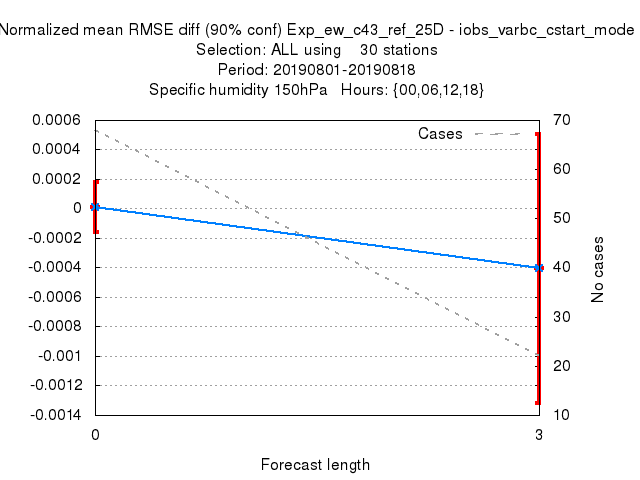 Normalized mean RMSE diff (90% conf) Exp_ew_c43_ref_25D - iobs_varbc_cstart_mode
Selection: ALL using 30 stations
Period: 20190801-20190818
Specific humidity 150hPa Hours: {00,06,12,18}
Cases
0.0006
0.0004
0.0002
0
-0.0002
-0.0004
-0.0006
-0.0008
-0.001
-0.0012
-0.0014
70
60
50
40
30
20
10
No cases
0
3
Forecast length